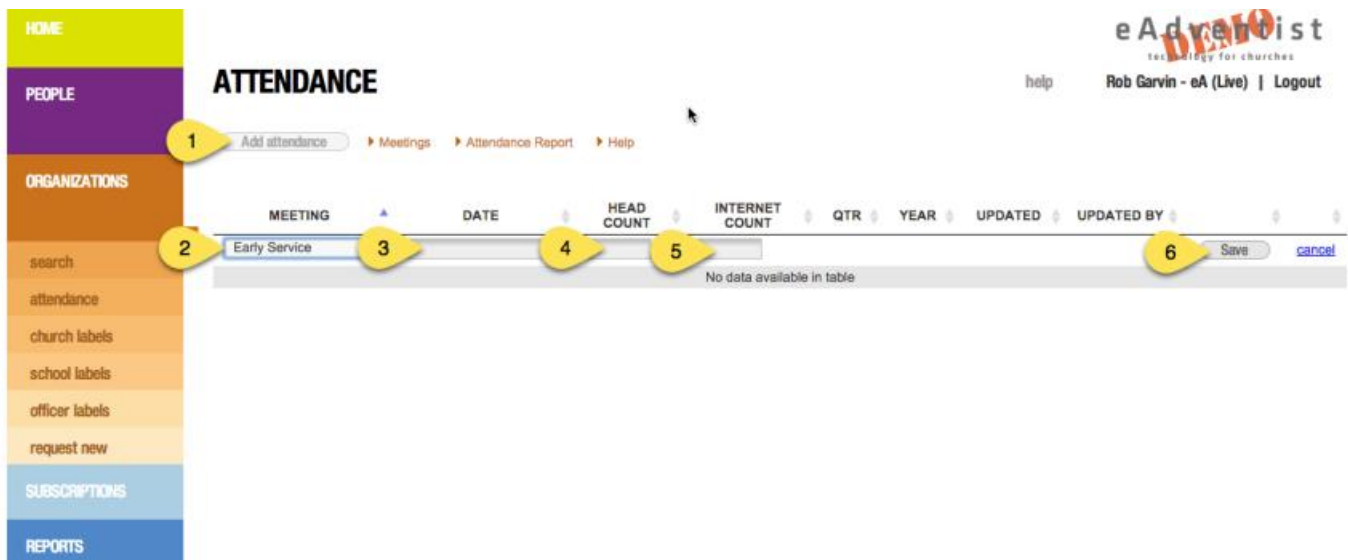 HOME
eAdventist
DEMO
technology for churches
PEOPLE
ATTENDANCE
help
Rob Garvin - eA (Live) | Logout
1
Add attendance
Meetings
Attendance Report
Help
ORGANIZATIONS
MEETING
DATE
HEAD
COUNT
INTERNET
COUNT
QTR
YEAR
UPDATED
UPDATED BY
2
Early Service
3
4
5
6
Save
cancel
No data available in table
search
attendance
church labels
school labels
officer labels
request new
SUBSCRIPTIONS
REPORTS